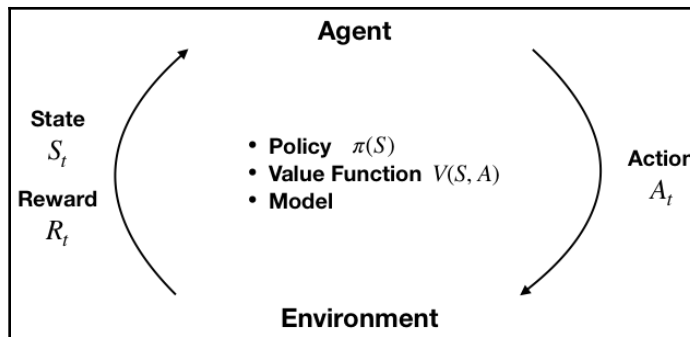 Agent
State
S_t
Reward
R_t
• Policy π(S)
• Value Function V(S, A)
• Model
Action
A_t
Environment